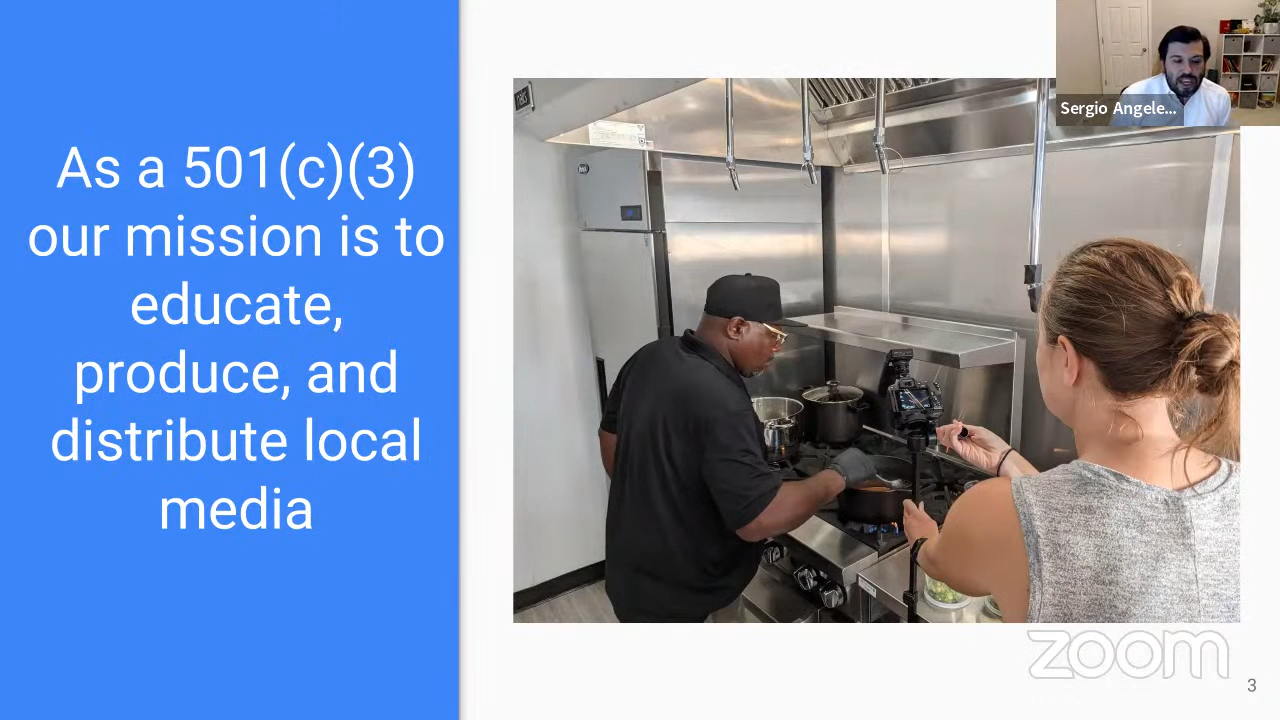 As a 501(c)(3)
our mission is to
educate,
produce, and
distribute local
media
Sergio Angele...
zoom
3